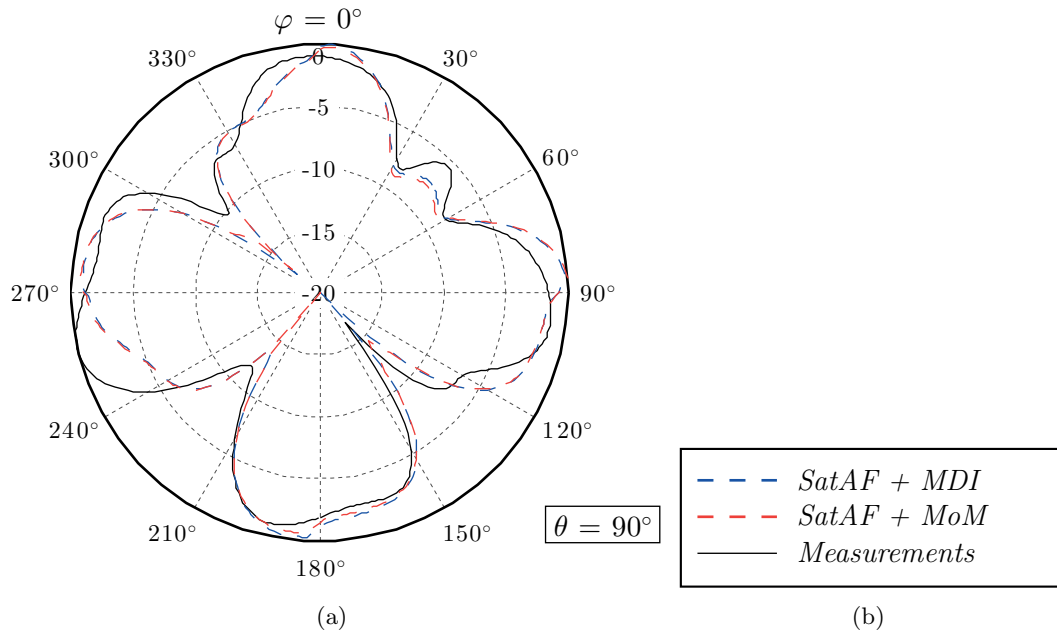 φ = 0°
330°
0
30°
-5
300°
-10
60°
-15
270°
-20
90°
240°
120°
210°
θ = 90°
150°
180°
SatAF + MDI
SatAF + MoM
Measurements
(a)
(b)